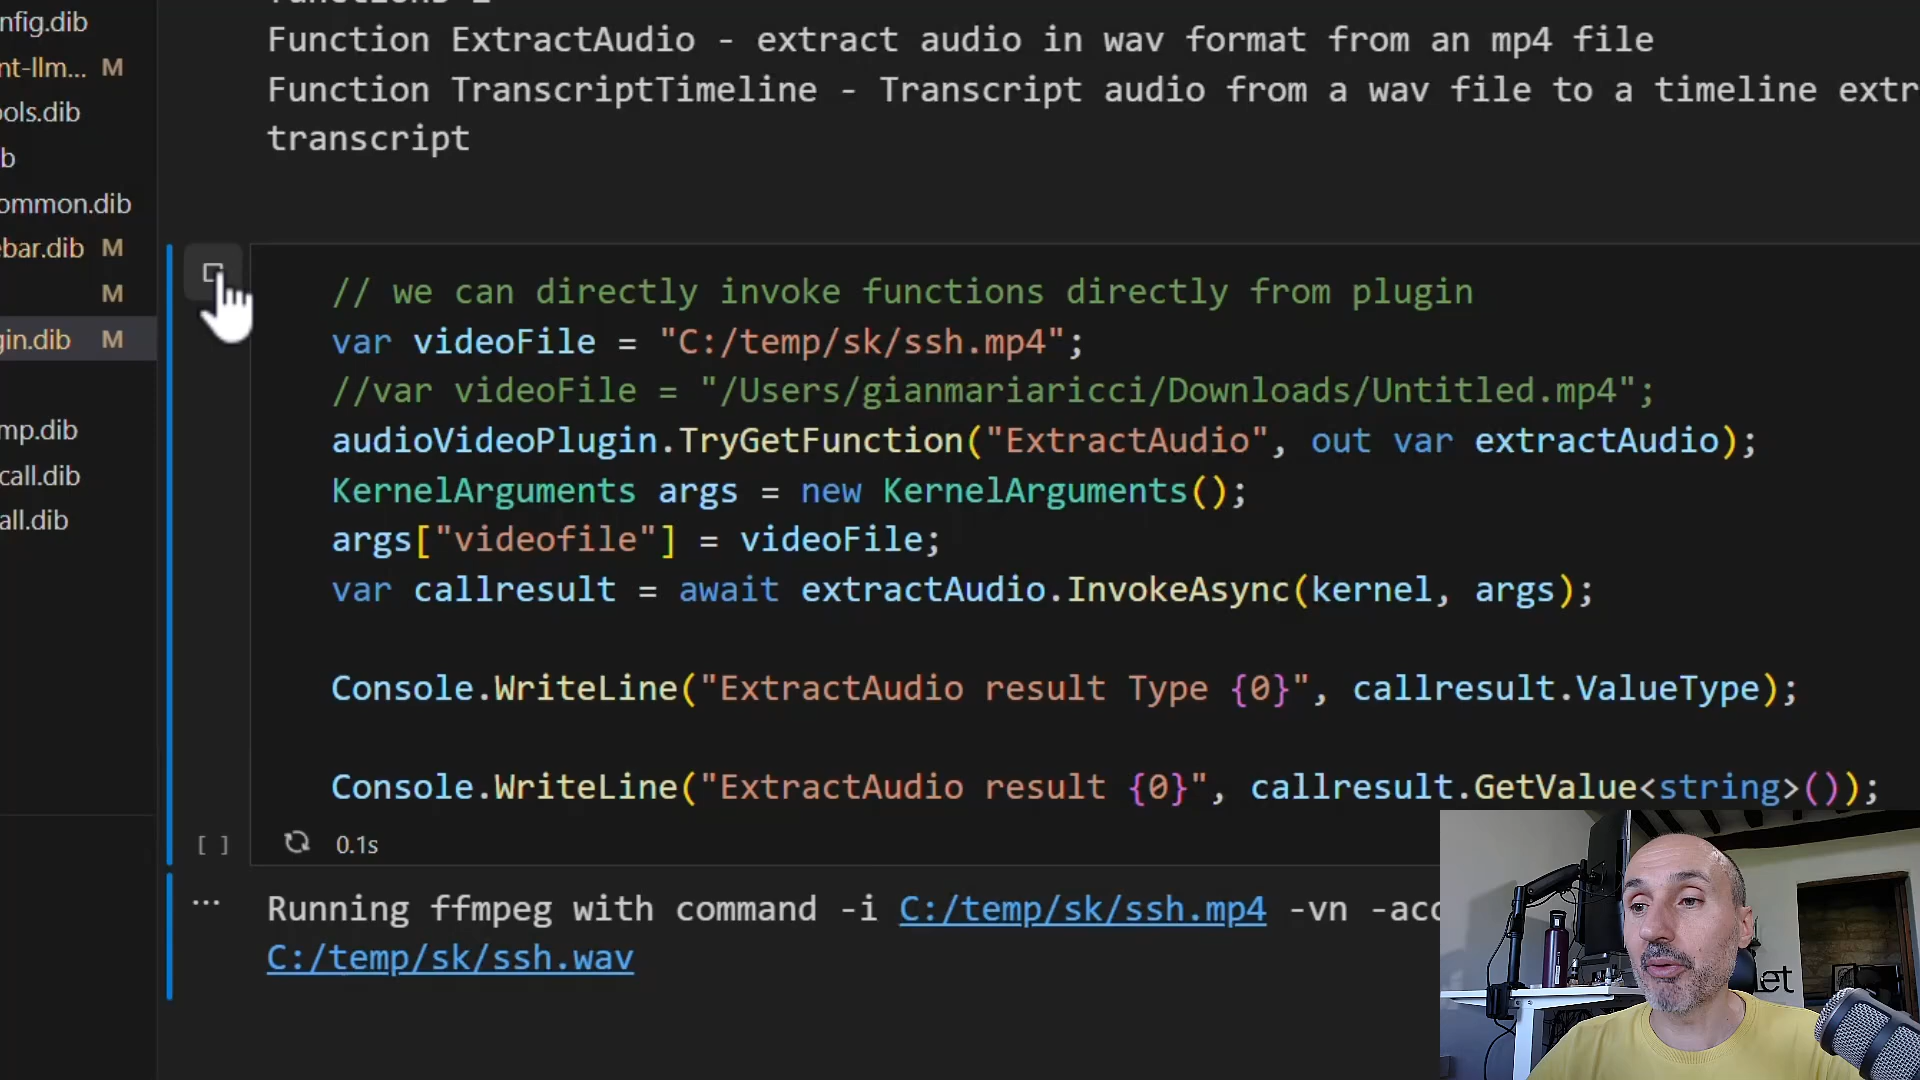 nfig.dib
nt-llm... M
ools.dib
b
ommon.dib
ebar.dib M
M
gin.dib M
mp.dib
call.dib
all.dib
Function ExtractAudio - extract audio in wav format from an mp4 file
Function TranscriptTimeline - Transcript audio from a wav file to a timeline extr
transcript
// we can directly invoke functions directly from plugin
var videoFile = "C:/temp/sk/ssh.mp4";
//var videoFile = "/Users/gianmariaricci/Downloads/Untitled.mp4";
audioVideoPlugin.TryGetFunction("ExtractAudio", out var extractAudio);
KernelArguments args = new KernelArguments();
args["videofile"] = videoFile;
var callresult = await extractAudio.InvokeAsync(kernel, args);
Console.WriteLine("ExtractAudio result Type {0}", callresult.ValueType);
Console.WriteLine("ExtractAudio result {0}", callresult.GetValue<string>());
[ ] 0.1s
... Running ffmpeg with command -i C:/temp/sk/ssh.mp4 -vn -aco
C:/temp/sk/ssh.wav
et